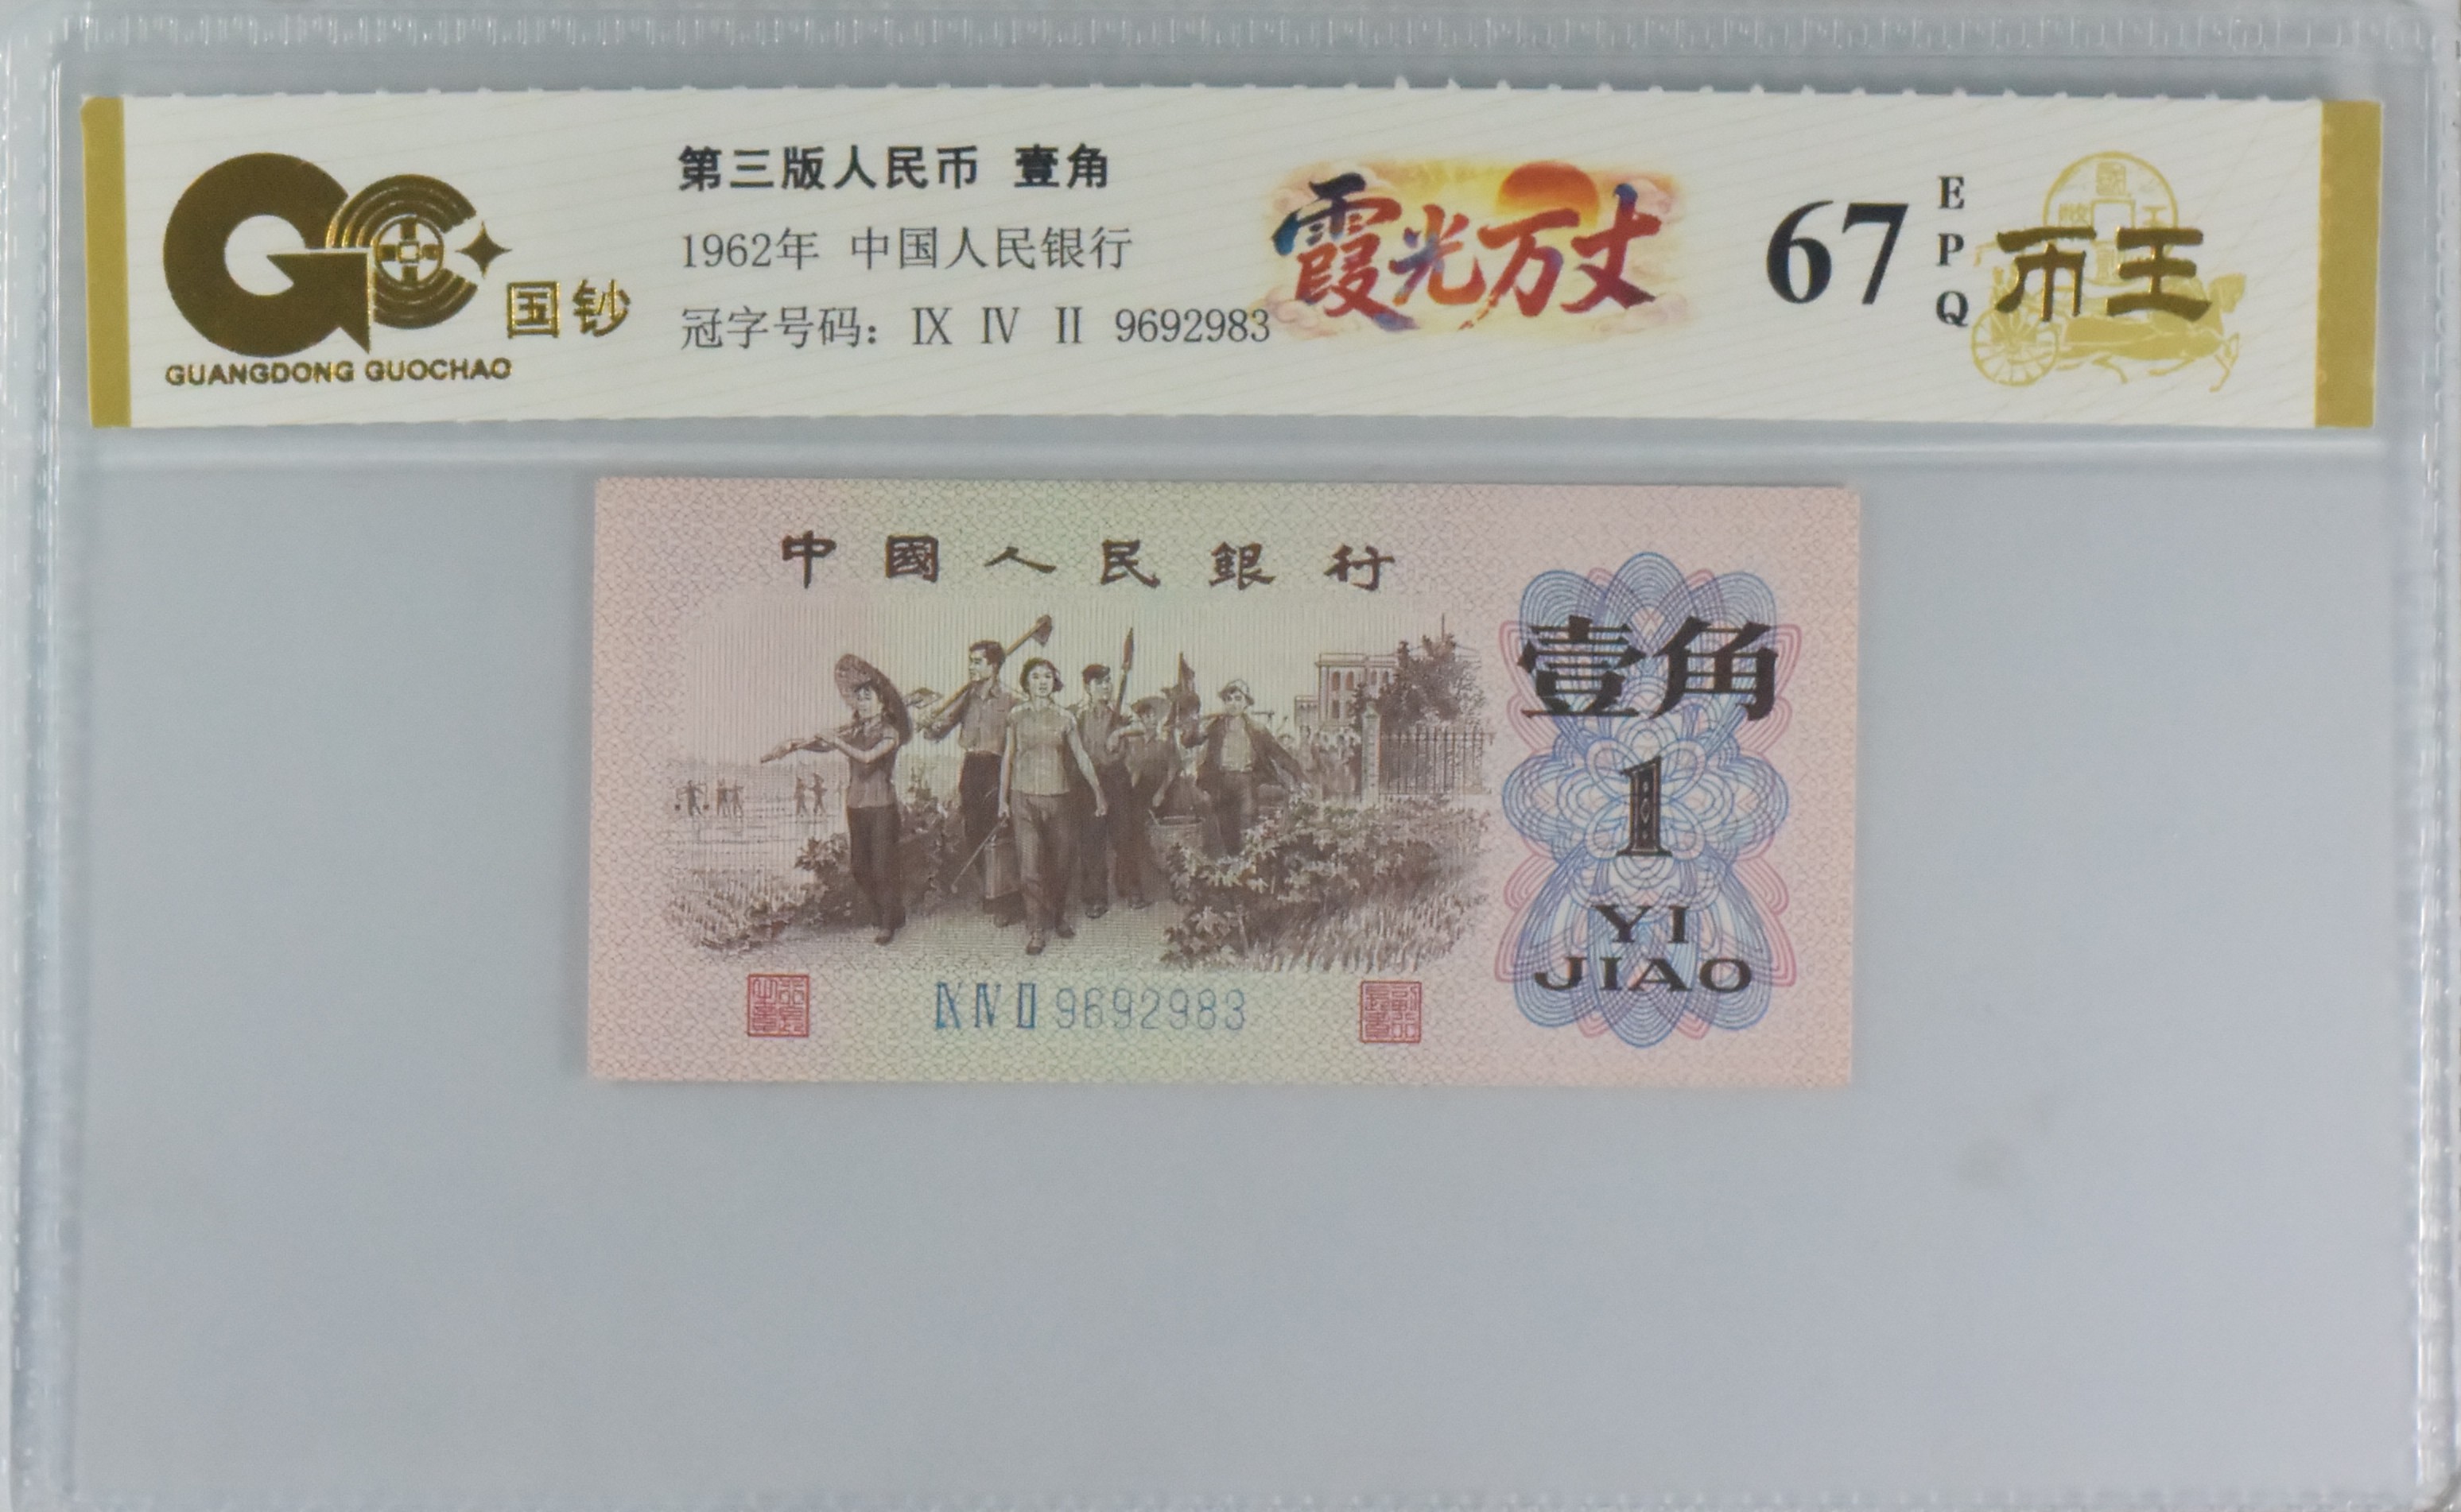 第三版人民币 壹角
1962年 中国人民银行
冠字号码：Ⅸ Ⅳ Ⅱ 9692983
国钞
GUANGDONG GUOCHAO
霞光万丈
67
E
P
Q
币王
中國人民銀行
壹角
1
YI
JIAO
Ⅸ Ⅳ Ⅱ 9692983